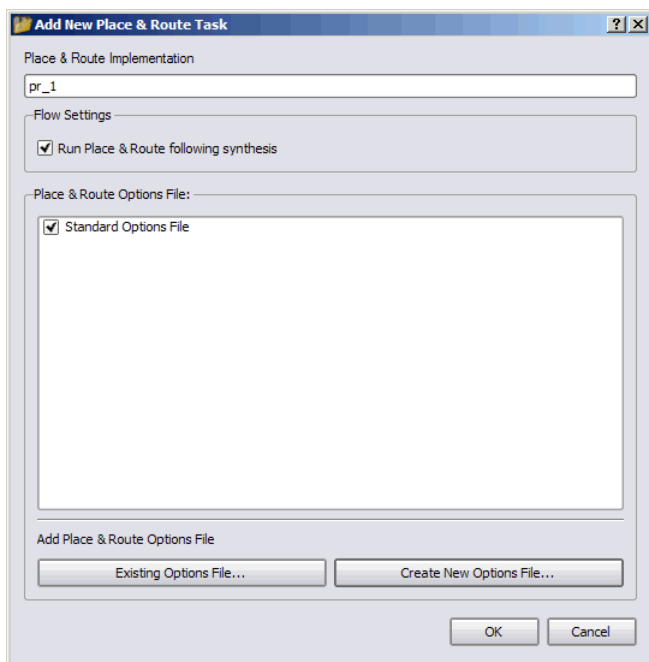 Add New Place & Route Task
Place & Route Implementation
pr_1
Flow Settings
Run Place & Route following synthesis
Place & Route Options File:
Standard Options File
Add Place & Route Options File
Existing Options File... Create New Options File...
OK Cancel